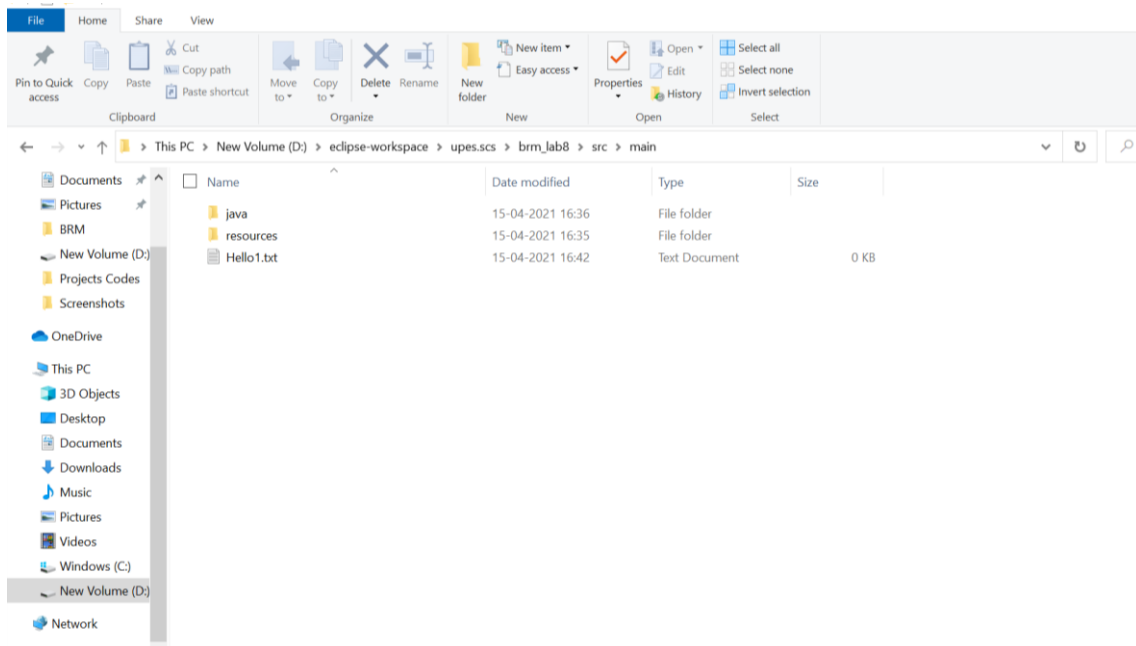 File Home Share View
Pin to Quick access
Copy
Paste
Cut
Copy path
Paste shortcut
Clipboard
Move to
Copy to
Delete
Rename
Organize
New folder
New item
Easy access
New
Properties
Open
Edit
History
Open
Select all
Select none
Invert selection
Select
This PC > New Volume (D:) > eclipse-workspace > upes.scs > brm_lab8 > src > main
Documents
Pictures
BRM
New Volume (D:)
Projects Codes
Screenshots
OneDrive
This PC
3D Objects
Desktop
Documents
Downloads
Music
Pictures
Videos
Windows (C:)
New Volume (D:)
Network
Name Date modified Type Size
java 15-04-2021 16:36 File folder
resources 15-04-2021 16:35 File folder
Hello1.txt 15-04-2021 16:42 Text Document 0 KB